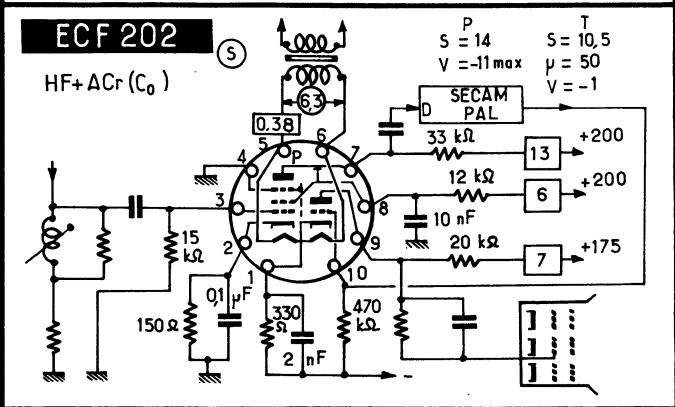 ECF 202
S
HF+ΔCr (C₀)
P
S = 14
V = -11 max
T
S = 10,5
μ = 50
V = -1
6,3
0,38
D
SECAM
PAL
33 kΩ
13
+200
12 kΩ
6
+200
10 nF
20 kΩ
7
+175
5
6
P
7
4
T
3
8
2
9
1
10
15
kΩ
150Ω
0,1 μF
330
Ω
2 nF
470
kΩ
-